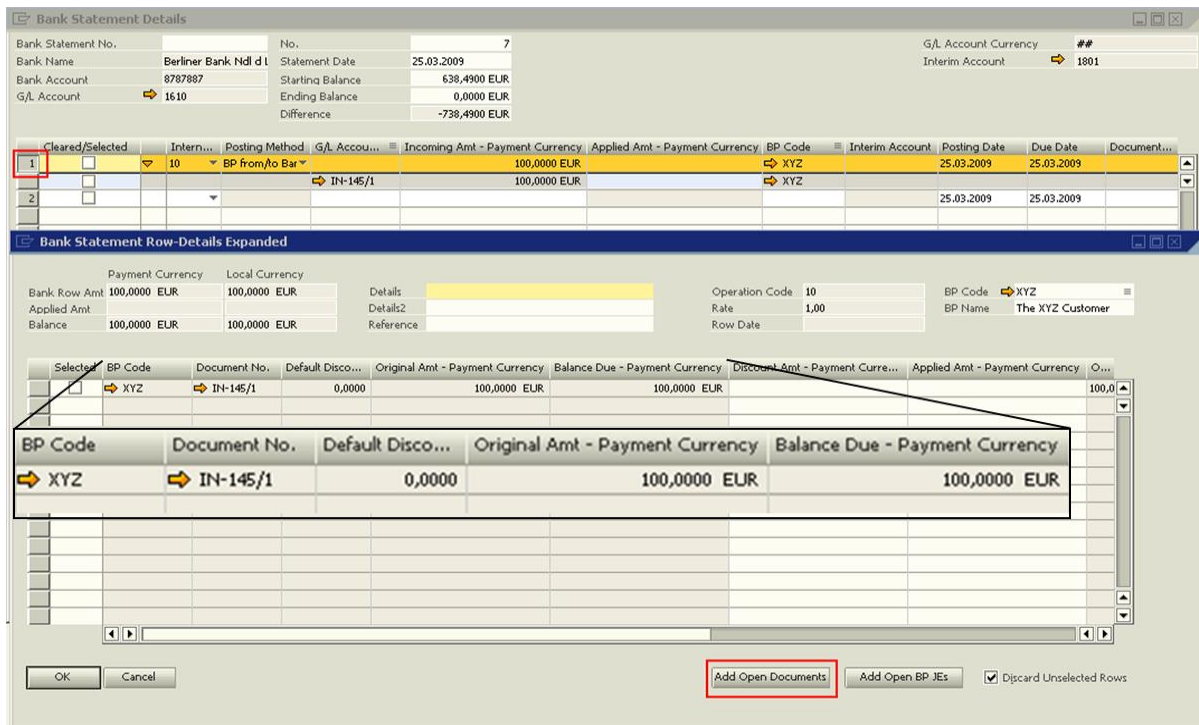 Bank Statement Details
Bank Statement No. No. 7 G/L Account Currency ##
Bank Name Berliner Bank Ndl d Statement Date 25.03.2009 Interim Account 1801
Bank Account 8787887 Starting Balance 638,4900 EUR
G/L Account 1610 Ending Balance 0,0000 EUR
Difference -738,4900 EUR
Cleared/Selected Intern... Posting Method G/L Accou... Incoming Amt - Payment Currency Applied Amt - Payment Currency BP Code Interim Account Posting Date Due Date Document...
1 10 BP from/to Bar 100,0000 EUR XYZ 25.03.2009 25.03.2009
IN-145/1 100,0000 EUR XYZ
2 25.03.2009 25.03.2009
Bank Statement Row-Details Expanded
Payment Currency Local Currency
Bank Row Amt 100,0000 EUR 100,0000 EUR Details Operation Code 10 BP Code XYZ
Applied Amt Details2 Rate 1,00 BP Name The XYZ Customer
Balance 100,0000 EUR 100,0000 EUR Reference Row Date
Selected BP Code Document No. Default Disco... Original Amt - Payment Currency Balance Due - Payment Currency Discount Amt - Payment Curre... Applied Amt - Payment Currency O...
XYZ IN-145/1 0,0000 100,0000 EUR 100,0000 EUR 100,0
BP Code Document No. Default Disco... Original Amt - Payment Currency Balance Due - Payment Currency
XYZ IN-145/1 0,0000 100,0000 EUR 100,0000 EUR
OK Cancel Add Open Documents Add Open BP JEs Discard Unselected Rows